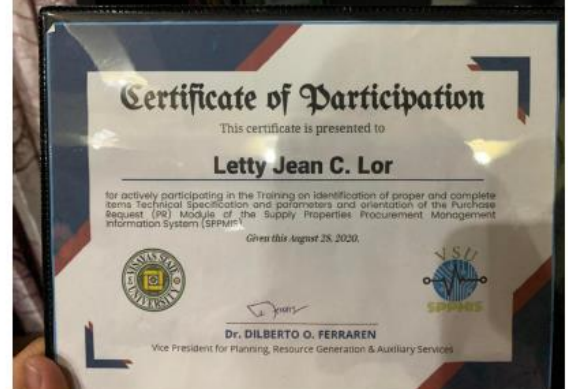 Certificate of Participation
This certificate is presented to
Letty Jean C. Lor
for actively participating in the Training on identification of proper and complete
items Technical Specification and parameters and orientation of the Purchase
Request (PR) Module of the Supply Properties Procurement Management
Information System (SPPMIS)
Given this August 28, 2020.
VISAYAS STATE
UNIVERSITY
VSU
SPPMIS
Dr. DILBERTO O. FERRAREN
Vice President for Planning, Resource Generation & Auxiliary Services